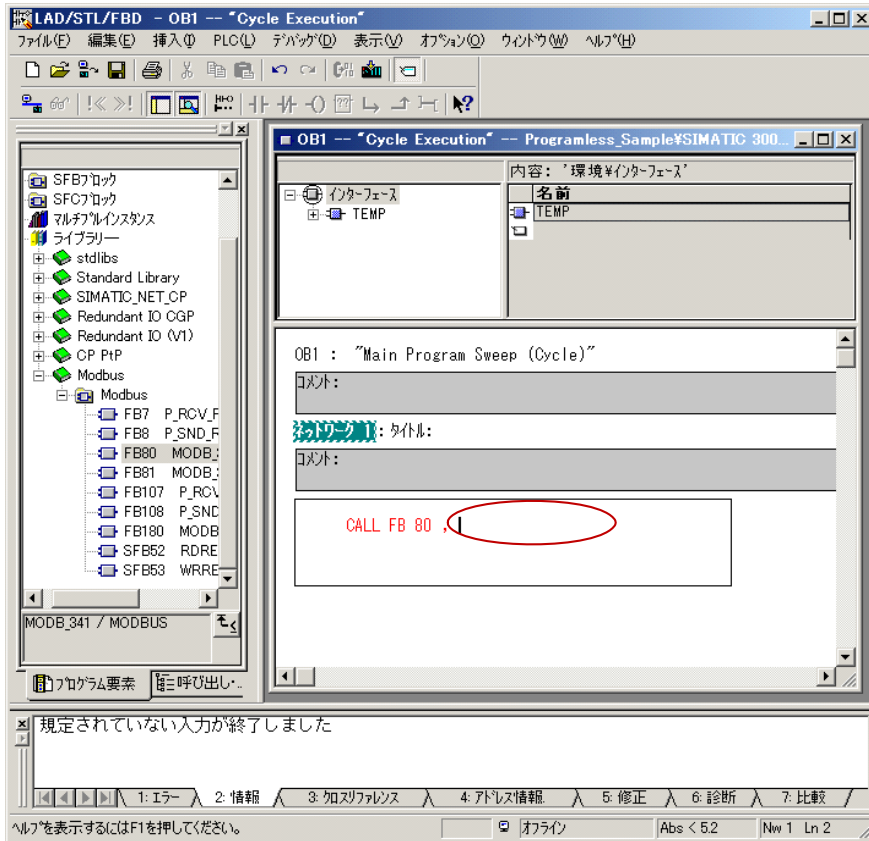 LAD/STL/FBD - OB1 -- "Cycle Execution"
ファイル(F) 編集(E) 挿入(I) PLC(L) デバッグ(D) 表示(V) オプション(O) ウィンドウ(W) ヘルプ(H)
SFBブロック
SFCブロック
マルチプルインスタンス
ライブラリー
stdlibs
Standard Library
SIMATIC_NET_CP
Redundant IO CGP
Redundant IO (V1)
CP PtP
Modbus
Modbus
FB7 P_RCV_R
FB8 P_SND_R
FB80 MODB_3
FB81 MODB_3
FB107 P_RCV
FB108 P_SND
FB180 MODB
SFB52 RDRE
SFB53 WRRE
MODB_341 / MODBUS
プログラム要素 呼び出し・..
OB1 -- "Cycle Execution" -- Programless_Sample¥SIMATIC 300...
内容: '環境¥インターフェース'
インターフェース
TEMP
名前
TEMP
OB1 : "Main Program Sweep (Cycle)"
コメント:
ネットワーク 1: タイトル:
コメント:
CALL FB 80 ,
規定されていない入力が終了しました
1: エラー 2: 情報 3: クロスリファレンス 4: アドレス情報. 5: 修正 6: 診断 7: 比較
ヘルプを表示するにはF1を押してください。 オフライン Abs < 5.2 Nw 1 Ln 2